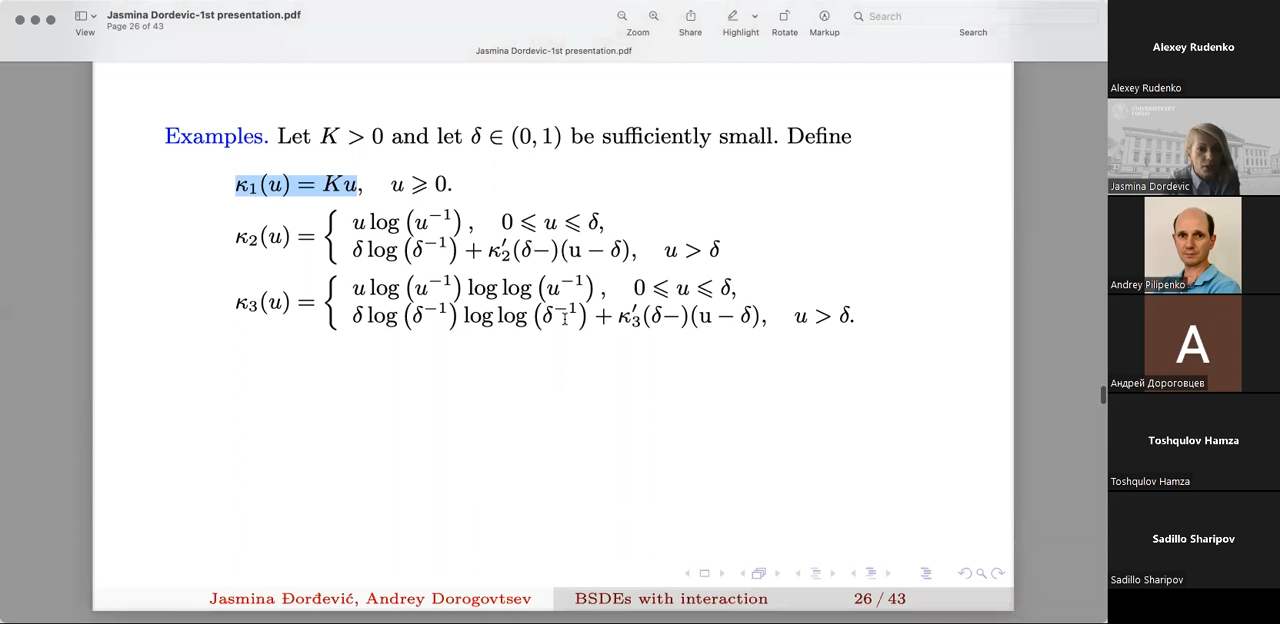 Jasmina Dordevic-1st presentation.pdf
Page 26 of 43
View
Zoom
Share
Highlight
Rotate
Markup
Search
Search
Jasmina Dordevic-1st presentation.pdf
Examples. Let K > 0 and let δ ∈ (0, 1) be sufficiently small. Define
κ₁(u) = Ku, u ⩾ 0.
κ₂(u) = { u log (u⁻¹), 0 ⩽ u ⩽ δ,
δ log (δ⁻¹) + κ′₂(δ−)(u − δ), u > δ
κ₃(u) = { u log (u⁻¹) log log (u⁻¹), 0 ⩽ u ⩽ δ,
δ log (δ⁻¹) log log (δ⁻¹) + κ′₃(δ−)(u − δ), u > δ.
Jasmina Đorđević, Andrey Dorogovtsev BSDEs with interaction 26 / 43
Alexey Rudenko
Alexey Rudenko
Jasmina Dordevic
Andrey Pilipenko
A
Андрей Дороговцев
Toshqulov Hamza
Toshqulov Hamza
Sadillo Sharipov
Sadillo Sharipov